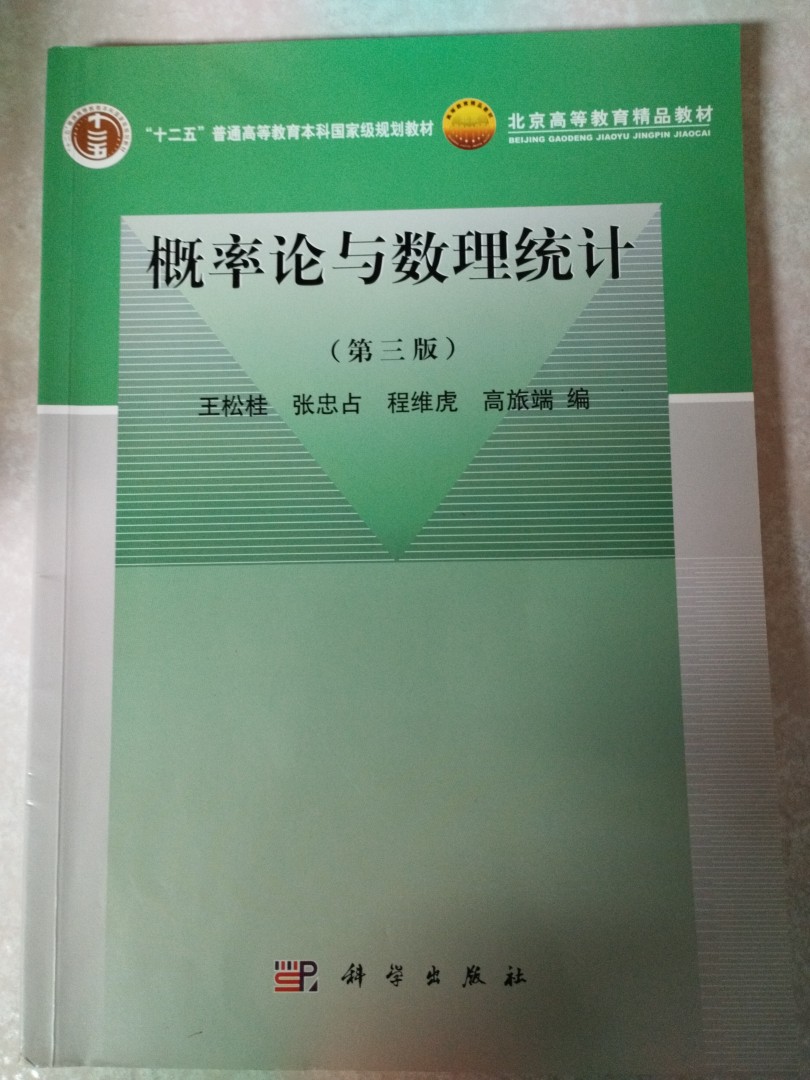 “十二五”普通高等教育本科国家级规划教材
北京高等教育精品教材
BEIJING GAODENG JIAOYU JINGPIN JIAOCAI
十二五
概率论与数理统计
（第三版）
王松桂 张忠占 程维虎 高旅端 编
科学出版社